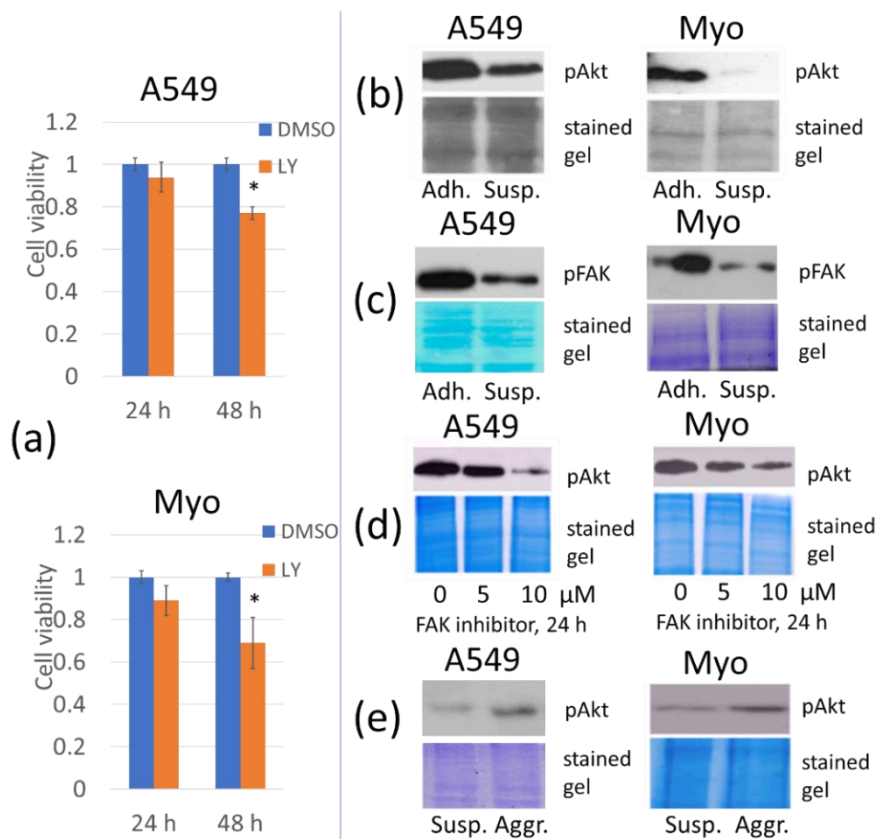 A549
1.2
1
0.8
0.6
0.4
0.2
0
Cell viability
DMSO
LY
*
24 h 48 h
(a)
Myo
1.2
1
0.8
0.6
0.4
0.2
0
Cell viability
DMSO
LY
*
24 h 48 h
A549 Myo
(b)
pAkt pAkt
stained stained
gel gel
Adh. Susp. Adh. Susp.
A549 Myo
(c)
pFAK pFAK
stained stained
gel gel
Adh. Susp. Adh. Susp.
A549 Myo
(d)
pAkt pAkt
stained stained
gel gel
0 5 10 μM 0 5 10
FAK inhibitor, 24 h FAK inhibitor, 24 h
A549 Myo
(e)
pAkt pAkt
stained stained
gel gel
Susp. Aggr. Susp. Aggr.